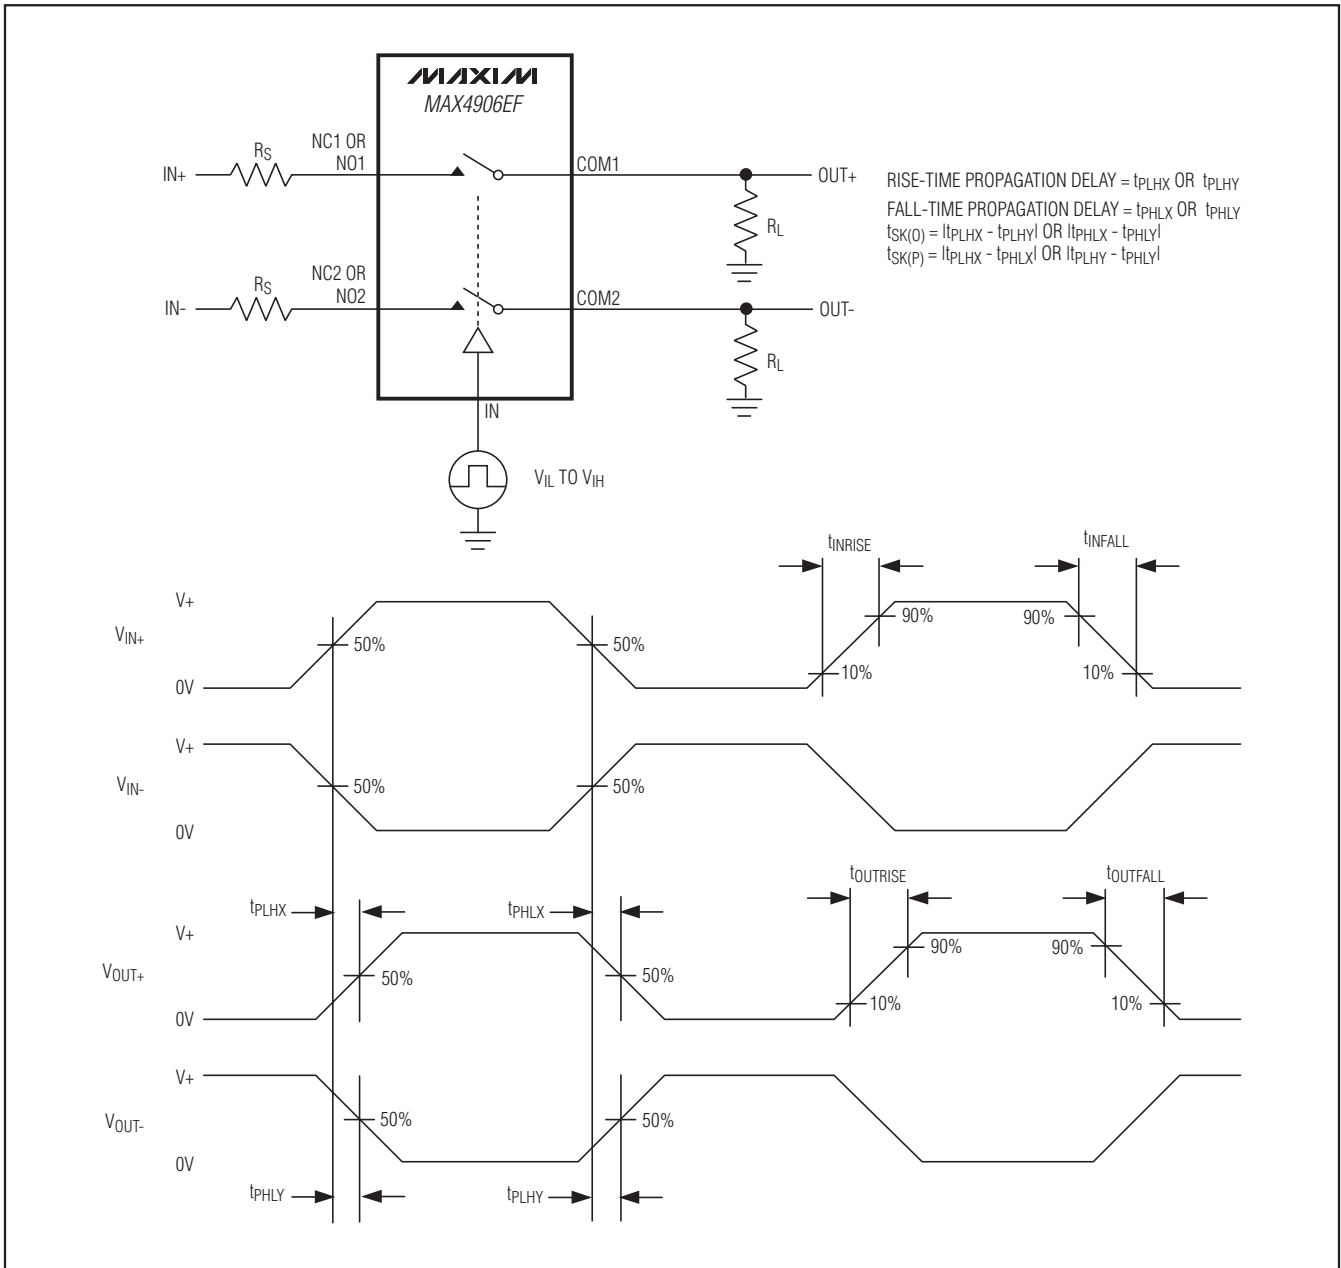 MAXIM
MAX4906EF
NC1 OR
NO1
RS
IN+
COM1
OUT+
RL
NC2 OR
NO2
RS
IN-
COM2
OUT-
RL
IN
VIL TO VIH
RISE-TIME PROPAGATION DELAY = tPLHX OR tPLHY
FALL-TIME PROPAGATION DELAY = tPHLX OR tPHLY
tSK(O) = |tPLHX - tPLHY| OR |tPHLX - tPHLY|
tSK(P) = |tPLHX - tPHLX| OR |tPLHY - tPHLY|
tINRISE
tINFALL
V+
VIN+
0V
50%
50%
90%
10%
90%
10%
V+
VIN-
0V
50%
50%
tPLHX
tPHLX
tOUTRISE
tOUTFALL
V+
VOUT+
0V
50%
50%
90%
10%
90%
10%
V+
VOUT-
0V
50%
50%
tPHLY
tPLHY